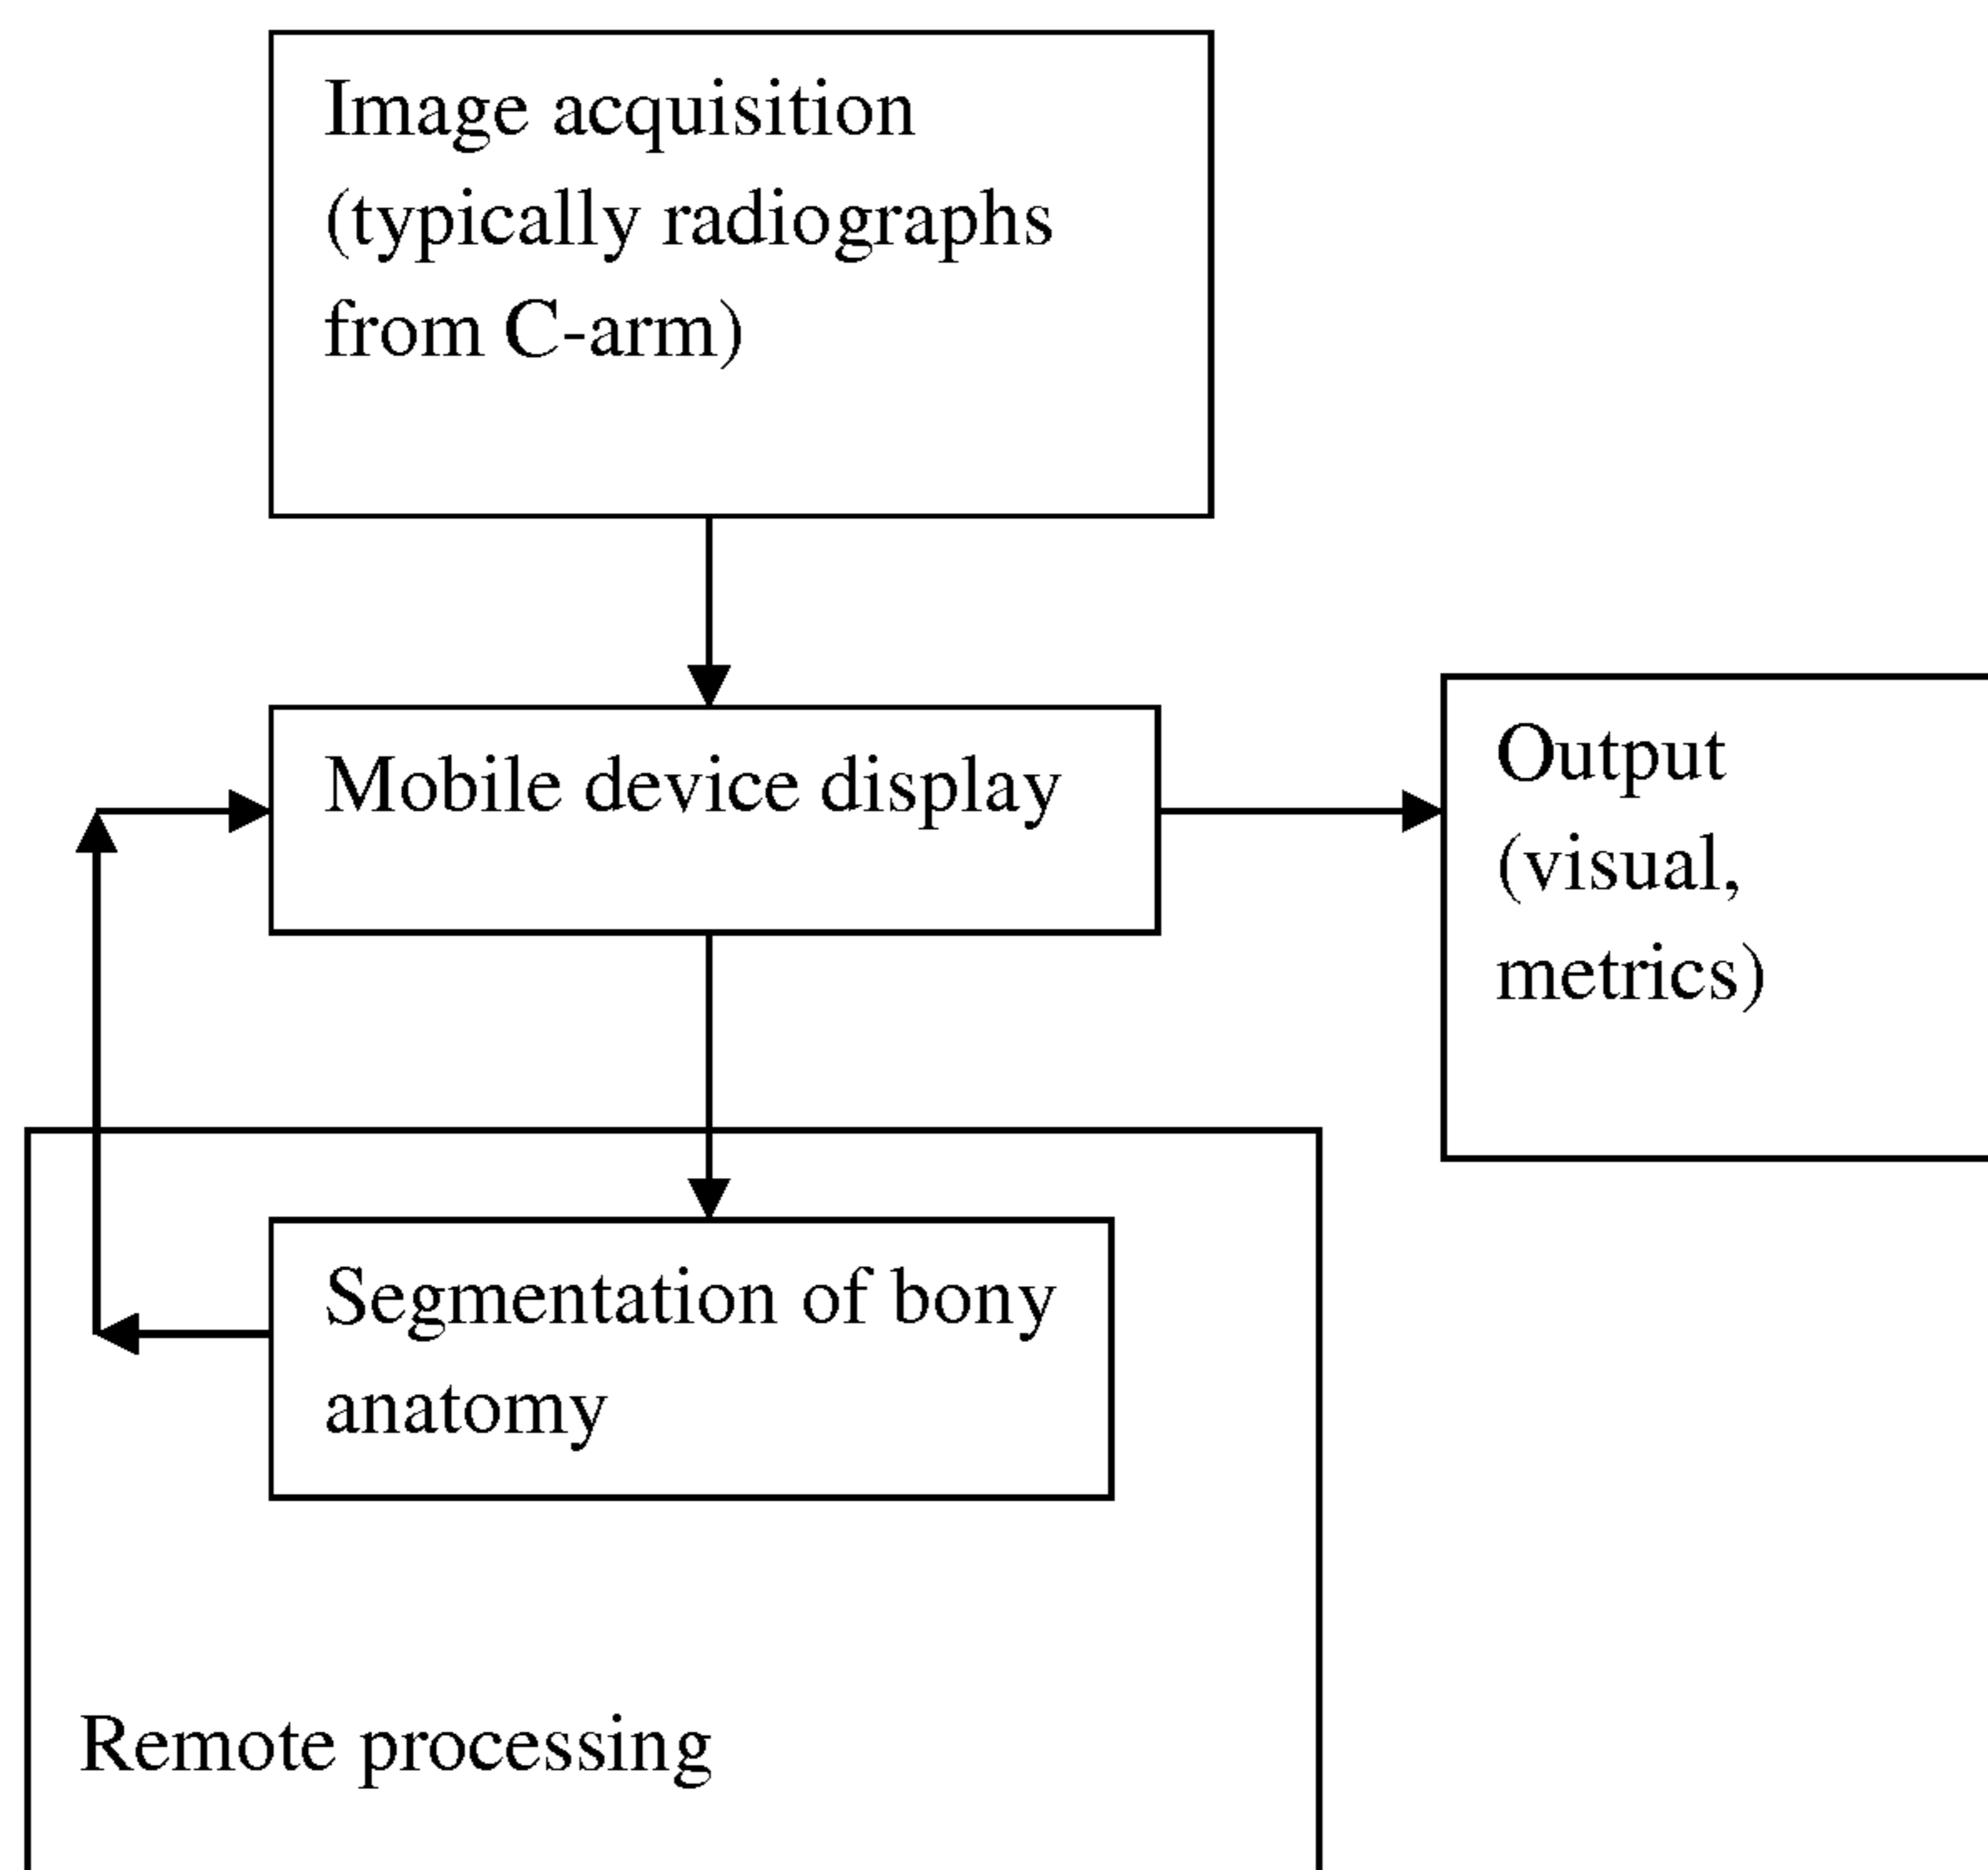 Image acquisition
(typically radiographs
from C-arm)
Mobile device display
Output
(visual,
metrics)
Segmentation of bony
anatomy
Remote processing